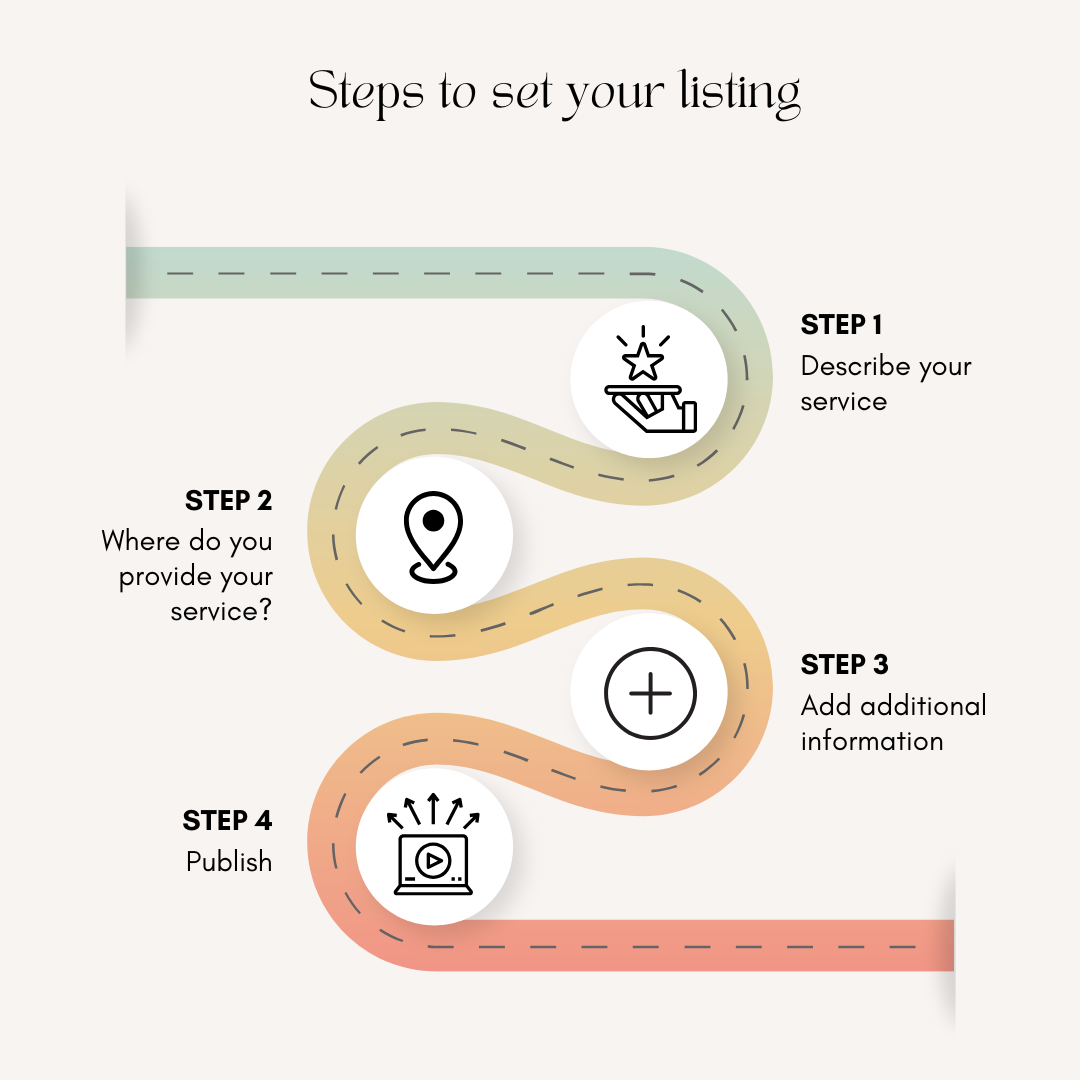 Steps to set your listing
STEP 1
Describe your
service
STEP 2
Where do you
provide your
service?
STEP 3
Add additional
information
STEP 4
Publish